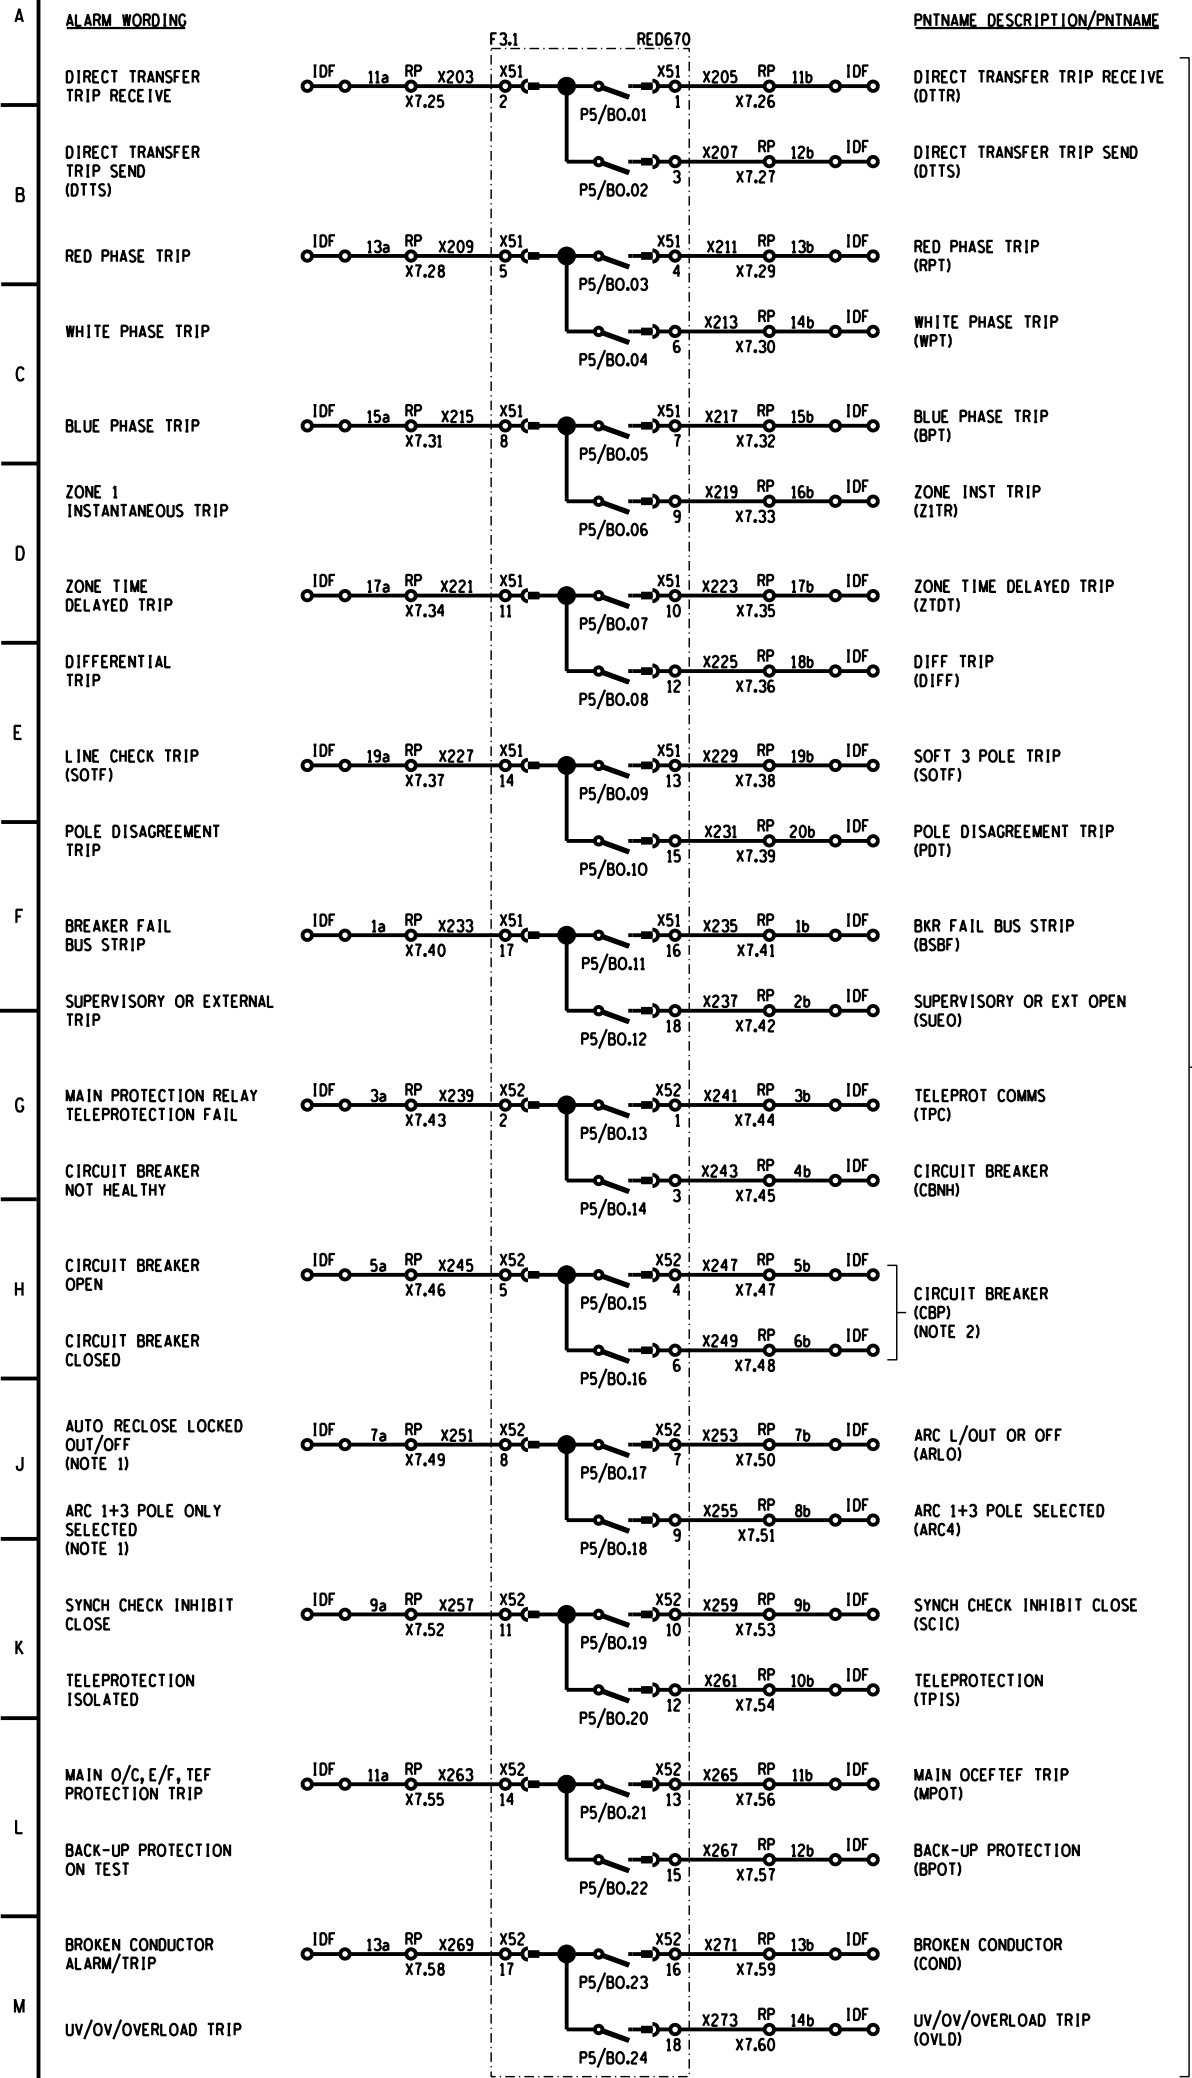 A
ALARM WORDING
PNTNAME DESCRIPTION/PNTNAME
F3.1 RED670
DIRECT TRANSFER
TRIP RECEIVE
IDF 11a RP X203 X51 X51 X205 RP 11b IDF
X7.25 2 P5/BO.01 1 X7.26
DIRECT TRANSFER TRIP RECEIVE
(DTTR)
B
DIRECT TRANSFER
TRIP SEND
(DTTS)
X207 RP 12b IDF
P5/BO.02 3 X7.27
DIRECT TRANSFER TRIP SEND
(DTTS)
RED PHASE TRIP
IDF 13a RP X209 X51 X51 X211 RP 13b IDF
X7.28 5 P5/BO.03 4 X7.29
RED PHASE TRIP
(RPT)
C
WHITE PHASE TRIP
X213 RP 14b IDF
P5/BO.04 6 X7.30
WHITE PHASE TRIP
(WPT)
BLUE PHASE TRIP
IDF 15a RP X215 X51 X51 X217 RP 15b IDF
X7.31 8 P5/BO.05 7 X7.32
BLUE PHASE TRIP
(BPT)
D
ZONE 1
INSTANTANEOUS TRIP
X219 RP 16b IDF
P5/BO.06 9 X7.33
ZONE INST TRIP
(Z1TR)
ZONE TIME
DELAYED TRIP
IDF 17a RP X221 X51 X51 X223 RP 17b IDF
X7.34 11 P5/BO.07 10 X7.35
ZONE TIME DELAYED TRIP
(ZTDT)
E
DIFFERENTIAL
TRIP
X225 RP 18b IDF
P5/BO.08 12 X7.36
DIFF TRIP
(DIFF)
LINE CHECK TRIP
(SOTF)
IDF 19a RP X227 X51 X51 X229 RP 19b IDF
X7.37 14 P5/BO.09 13 X7.38
SOFT 3 POLE TRIP
(SOTF)
POLE DISAGREEMENT
TRIP
X231 RP 20b IDF
P5/BO.10 15 X7.39
POLE DISAGREEMENT TRIP
(PDT)
F
BREAKER FAIL
BUS STRIP
IDF 1a RP X233 X51 X51 X235 RP 1b IDF
X7.40 17 P5/BO.11 16 X7.41
BKR FAIL BUS STRIP
(BSBF)
SUPERVISORY OR EXTERNAL
TRIP
X237 RP 2b IDF
P5/BO.12 18 X7.42
SUPERVISORY OR EXT OPEN
(SUEO)
G
MAIN PROTECTION RELAY
TELEPROTECTION FAIL
IDF 3a RP X239 X52 X52 X241 RP 3b IDF
X7.43 2 P5/BO.13 1 X7.44
TELEPROT COMMS
(TPC)
CIRCUIT BREAKER
NOT HEALTHY
X243 RP 4b IDF
P5/BO.14 3 X7.45
CIRCUIT BREAKER
(CBNH)
H
CIRCUIT BREAKER
OPEN
IDF 5a RP X245 X52 X52 X247 RP 5b IDF
X7.46 5 P5/BO.15 4 X7.47
CIRCUIT BREAKER
(CBP)
(NOTE 2)
CIRCUIT BREAKER
CLOSED
X249 RP 6b IDF
P5/BO.16 6 X7.48
J
AUTO RECLOSE LOCKED
OUT/OFF
(NOTE 1)
IDF 7a RP X251 X52 X52 X253 RP 7b IDF
X7.49 8 P5/BO.17 7 X7.50
ARC L/OUT OR OFF
(ARLO)
ARC 1+3 POLE ONLY
SELECTED
(NOTE 1)
X255 RP 8b IDF
P5/BO.18 9 X7.51
ARC 1+3 POLE SELECTED
(ARC4)
K
SYNCH CHECK INHIBIT
CLOSE
IDF 9a RP X257 X52 X52 X259 RP 9b IDF
X7.52 11 P5/BO.19 10 X7.53
SYNCH CHECK INHIBIT CLOSE
(SCIC)
TELEPROTECTION
ISOLATED
X261 RP 10b IDF
P5/BO.20 12 X7.54
TELEPROTECTION
(TPIS)
L
MAIN O/C,E/F,TEF
PROTECTION TRIP
IDF 11a RP X263 X52 X52 X265 RP 11b IDF
X7.55 14 P5/BO.21 13 X7.56
MAIN OCEFTEF TRIP
(MPOT)
BACK-UP PROTECTION
ON TEST
X267 RP 12b IDF
P5/BO.22 15 X7.57
BACK-UP PROTECTION
(BPOT)
M
BROKEN CONDUCTOR
ALARM/TRIP
IDF 13a RP X269 X52 X52 X271 RP 13b IDF
X7.58 17 P5/BO.23 16 X7.59
BROKEN CONDUCTOR
(COND)
UV/OV/OVERLOAD TRIP
X273 RP 14b IDF
P5/BO.24 18 X7.60
UV/OV/OVERLOAD TRIP
(OVLD)